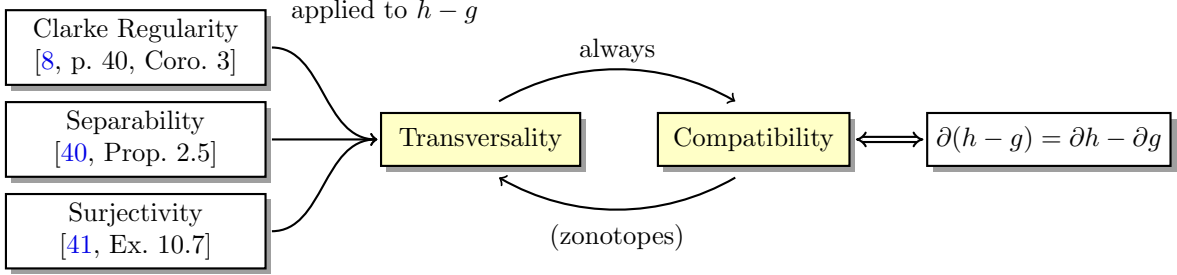 applied to h − g
Clarke Regularity
[8, p. 40, Coro. 3]
Separability
[40, Prop. 2.5]
Surjectivity
[41, Ex. 10.7]
Transversality
always
(zonotopes)
Compatibility
∂(h − g) = ∂h − ∂g